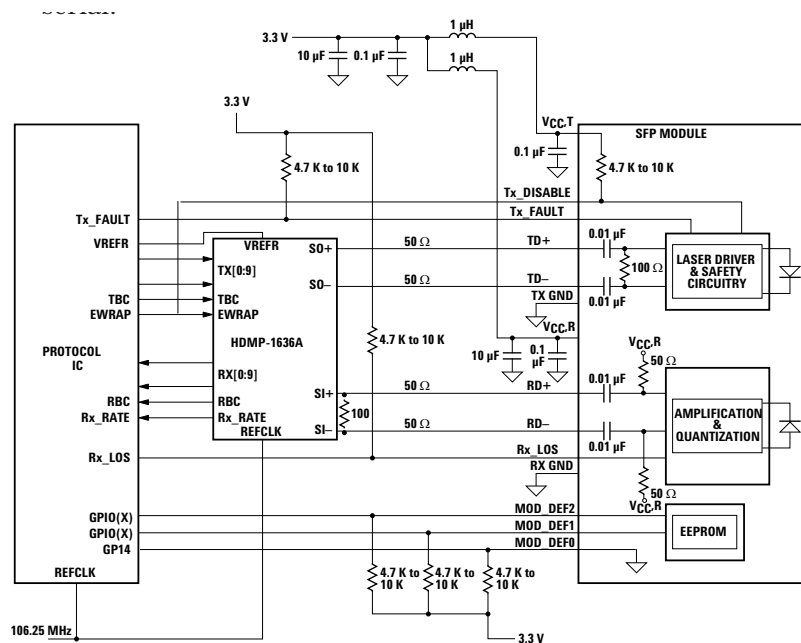 3.3 V
1 µH
10 µF
0.1 µF
1 µH
3.3 V
VCC,T
SFP MODULE
0.1 µF
4.7 K to 10 K
4.7 K to 10 K
Tx_DISABLE
Tx_FAULT
Tx_FAULT
VREFR
VREFR
SO+
50 Ω
TD+
0.01 µF
TX[0:9]
100 Ω
LASER DRIVER
& SAFETY
CIRCUITRY
SO–
50 Ω
TD–
TBC
TBC
TX GND
0.01 µF
EWRAP
EWRAP
HDMP-1636A
VCC,R
4.7 K to 10 K
PROTOCOL
IC
10 µF
0.1
µF
VCC,R
50 Ω
RX[0:9]
SI+
50 Ω
RD+
0.01 µF
RBC
RBC
100
AMPLIFICATION
&
QUANTIZATION
Rx_RATE
Rx_RATE
SI–
50 Ω
RD–
REFCLK
0.01 µF
Rx_LOS
Rx_LOS
RX GND
50 Ω
VCC,R
GPIO(X)
MOD_DEF2
GPIO(X)
MOD_DEF1
EEPROM
GP14
MOD_DEF0
REFCLK
4.7 K to
10 K
4.7 K to
10 K
4.7 K to
10 K
106.25 MHz
3.3 V